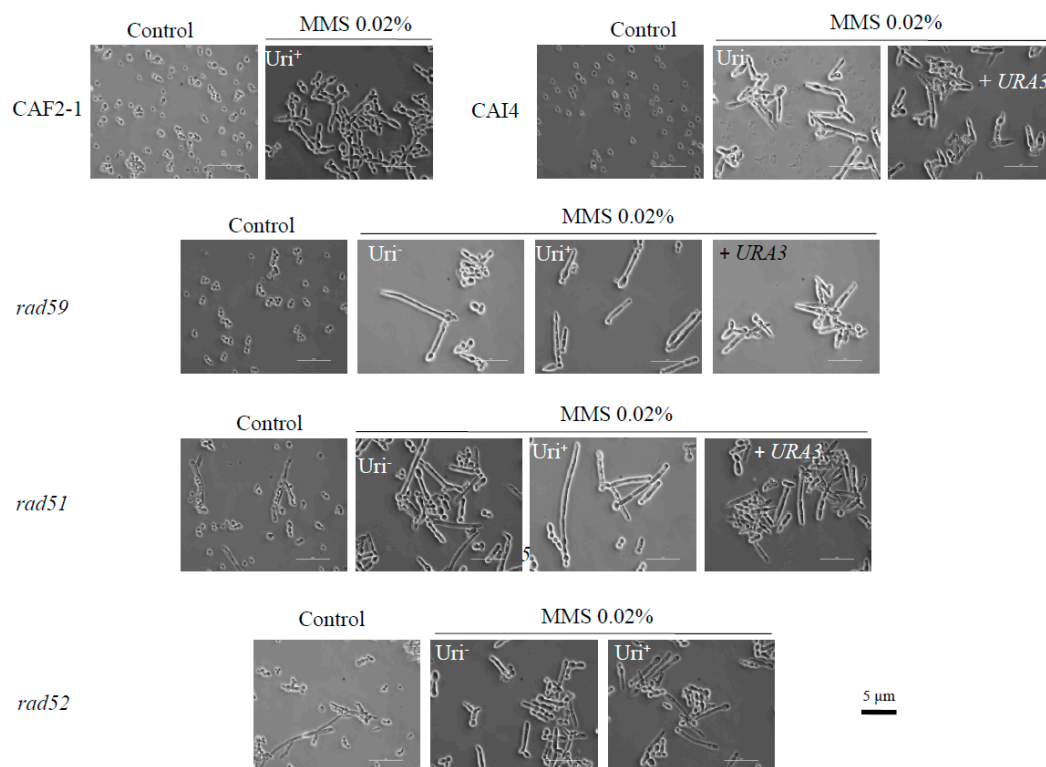 Control MMS 0.02% Control MMS 0.02%
CAF2-1 Uri⁺ CAI4 Uri⁻ + URA3
Control MMS 0.02%
rad59 Uri⁻ Uri⁺ + URA3
Control MMS 0.02%
rad51 Uri⁻ Uri⁺ + URA3
5
Control MMS 0.02%
rad52 Uri⁻ Uri⁺
5 µm